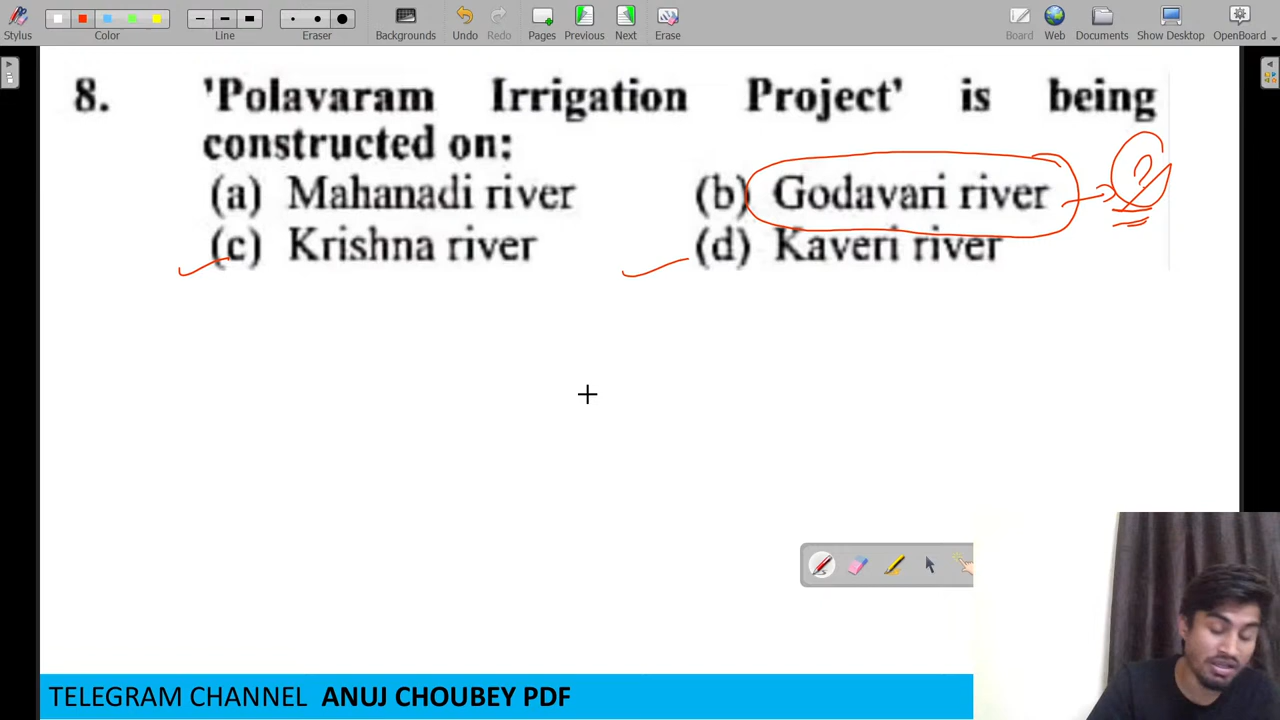 Stylus
Color
Line
Eraser
Backgrounds
Undo
Redo
Pages
Previous
Next
Erase
Board
Web
Documents
Show Desktop
OpenBoard
8. 'Polavaram Irrigation Project' is being
constructed on:
(a) Mahanadi river (b) Godavari river
(c) Krishna river (d) Kaveri river
?
TELEGRAM CHANNEL ANUJ CHOUBEY PDF